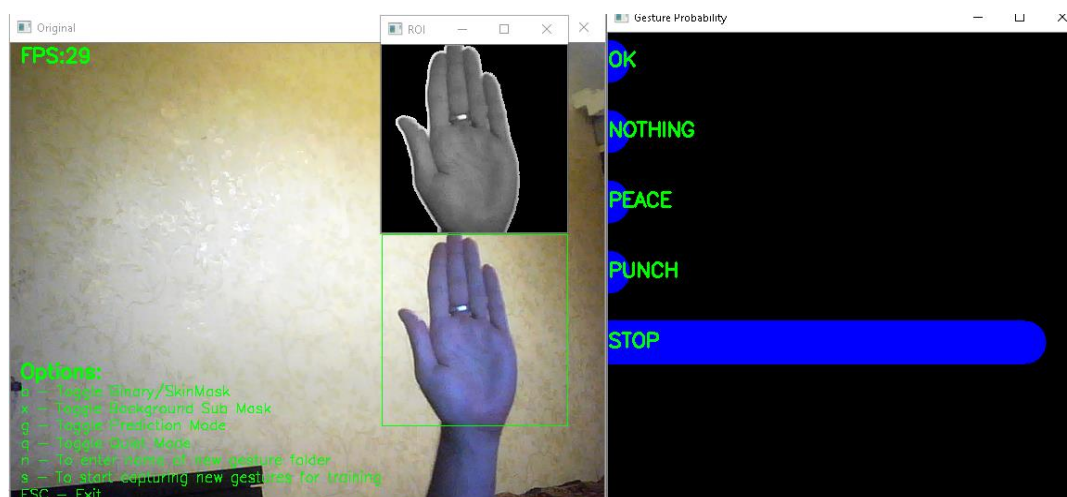 Original
FPS:29
ROI
Options:
b - Toggle Binary/SkinMask
x - Toggle Background Sub Mask
g - Toggle Prediction Mode
q - Toggle Quiet Mode
n - To enter name of new gesture folder
s - To start capturing new gestures for training
ESC - Exit
Gesture Probability
OK
NOTHING
PEACE
PUNCH
STOP